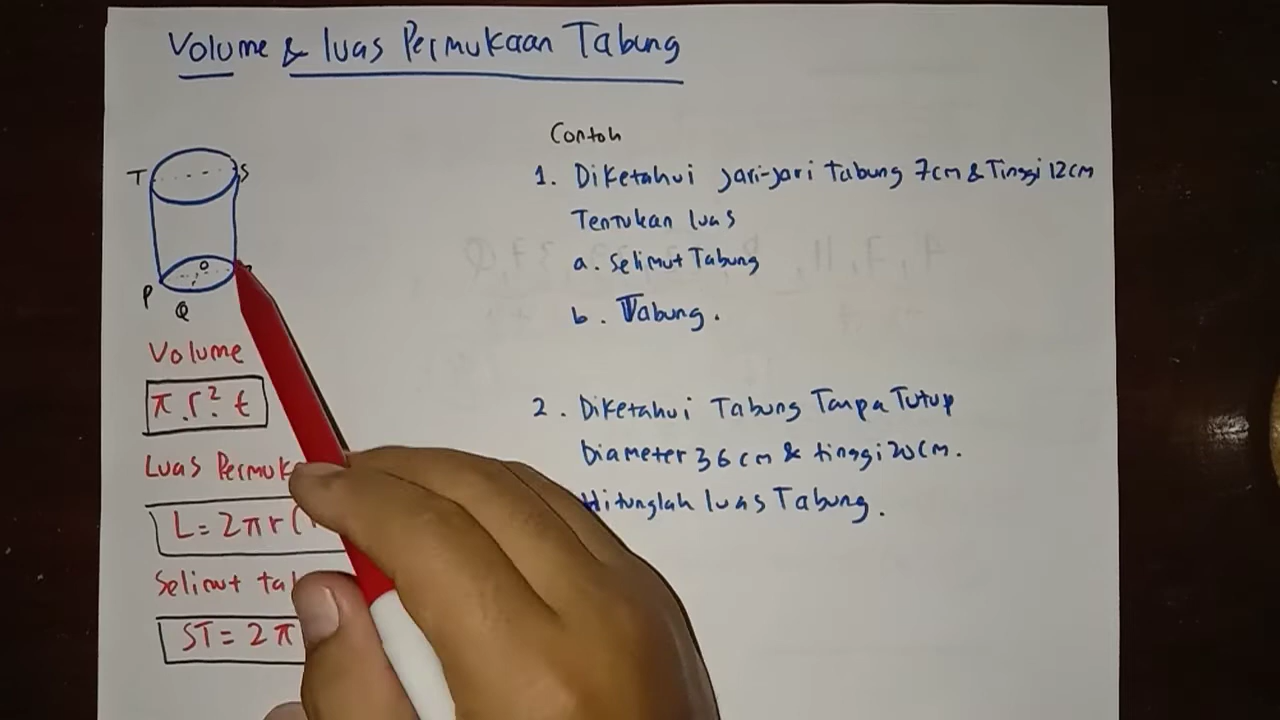 Volume & luas Permukaan Tabung
T
S
O
P
Q
Volume
π.r².t
Luas
L = 2πr(
Selimut
ST = 2π
Contoh
1. Diketahui jari-jari tabung 7cm & Tinggi 12cm
Tentukan luas
a. Selimut Tabung
b. Tabung.
2. Diketahui Tabung Tanpa Tutup
Diameter 36 cm & tinggi 20cm.
Hitunglah luas Tabung.